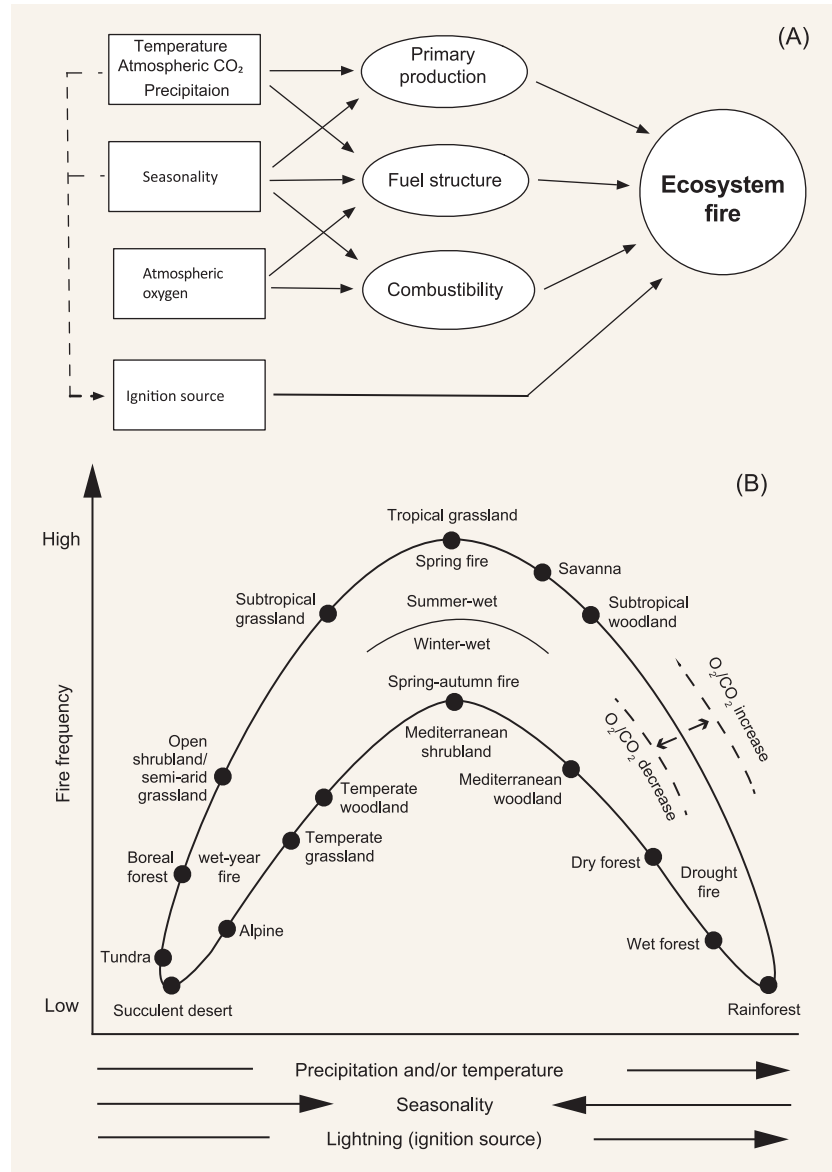 (A)
Temperature
Atmospheric CO₂
Precipitaion
Primary
production
Seasonality
Fuel structure
Ecosystem
fire
Atmospheric
oxygen
Combustibility
Ignition source
(B)
High
Fire frequency
Low
Tropical grassland
Spring fire
Savanna
Subtropical
grassland
Summer-wet
Subtropical
woodland
Winter-wet
Spring-autumn fire
O₂/CO₂ increase
O₂/CO₂ decrease
Mediterranean
shrubland
Open
shrubland/
semi-arid
grassland
Temperate
woodland
Mediterranean
woodland
Temperate
grassland
Boreal
forest
wet-year
fire
Dry forest
Drought
fire
Alpine
Wet forest
Tundra
Succulent desert
Rainforest
Precipitation and/or temperature
Seasonality
Lightning (ignition source)